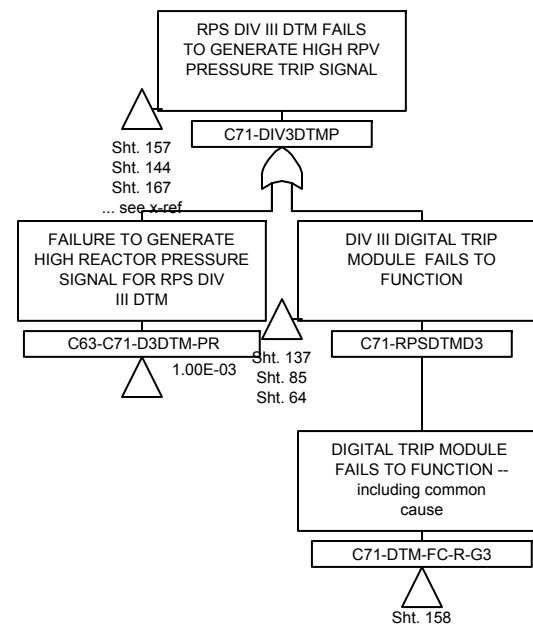 RPS DIV III DTM FAILS
TO GENERATE HIGH RPV
PRESSURE TRIP SIGNAL
C71-DIV3DTMP
Sht. 157
Sht. 144
Sht. 167
... see x-ref
FAILURE TO GENERATE
HIGH REACTOR PRESSURE
SIGNAL FOR RPS DIV
III DTM
C63-C71-D3DTM-PR
1.00E-03
DIV III DIGITAL TRIP
MODULE FAILS TO
FUNCTION
C71-RPSDTMD3
Sht. 137
Sht. 85
Sht. 64
DIGITAL TRIP MODULE
FAILS TO FUNCTION --
including common
cause
C71-DTM-FC-R-G3
Sht. 158